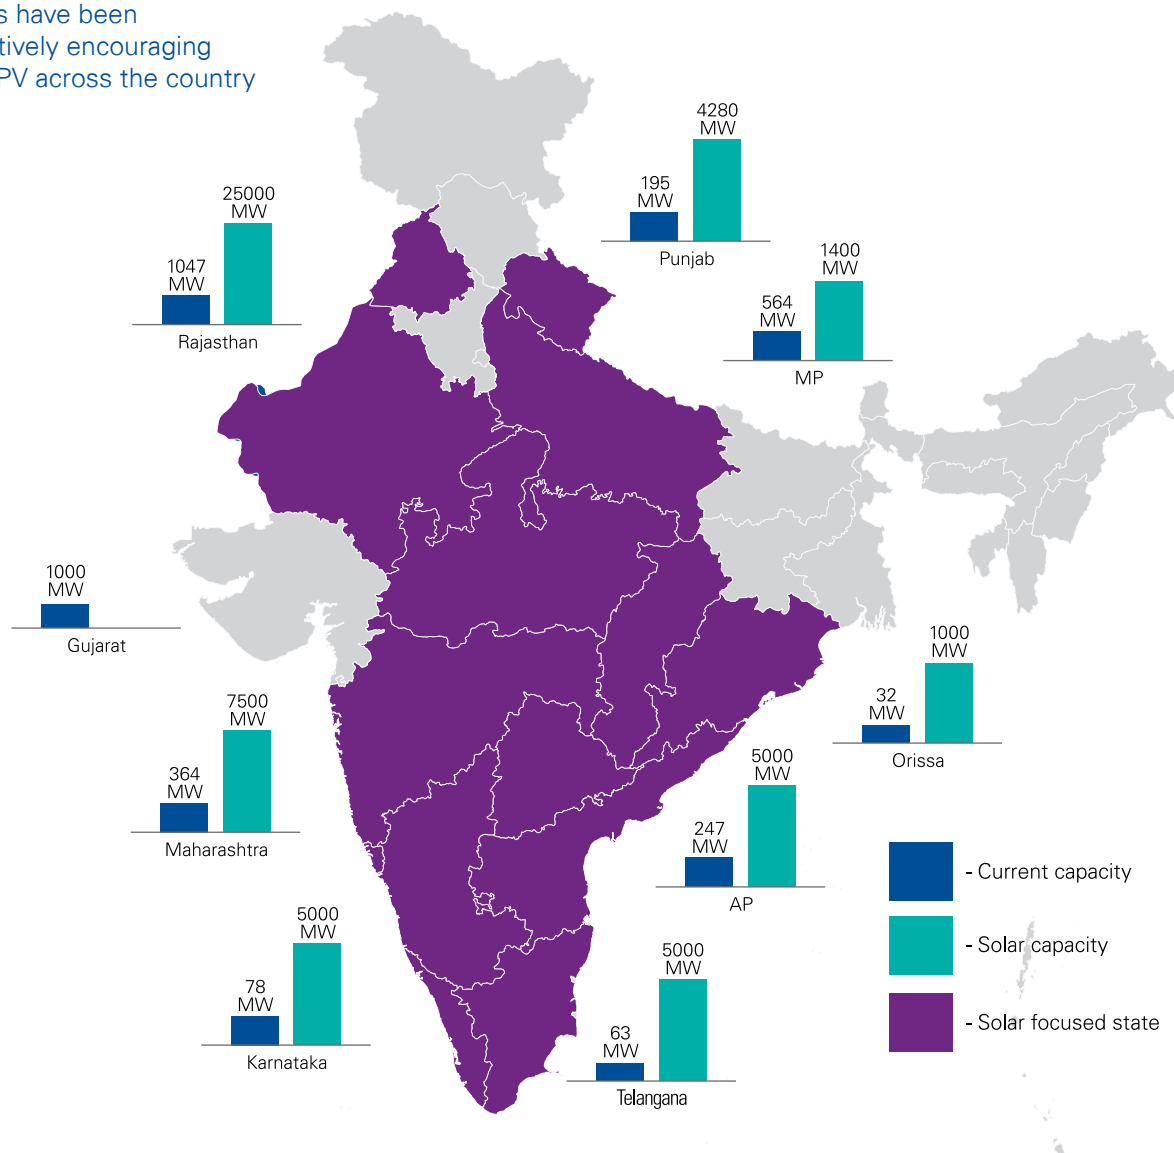 s have been
tively encouraging
PV across the country
4280
MW
195
MW
Punjab
25000
MW
1047
MW
Rajasthan
1400
MW
564
MW
MP
1000
MW
Gujarat
1000
MW
32
MW
Orissa
7500
MW
364
MW
Maharashtra
5000
MW
247
MW
AP
- Current capacity
- Solar capacity
- Solar focused state
5000
MW
78
MW
Karnataka
5000
MW
63
MW
Telangana